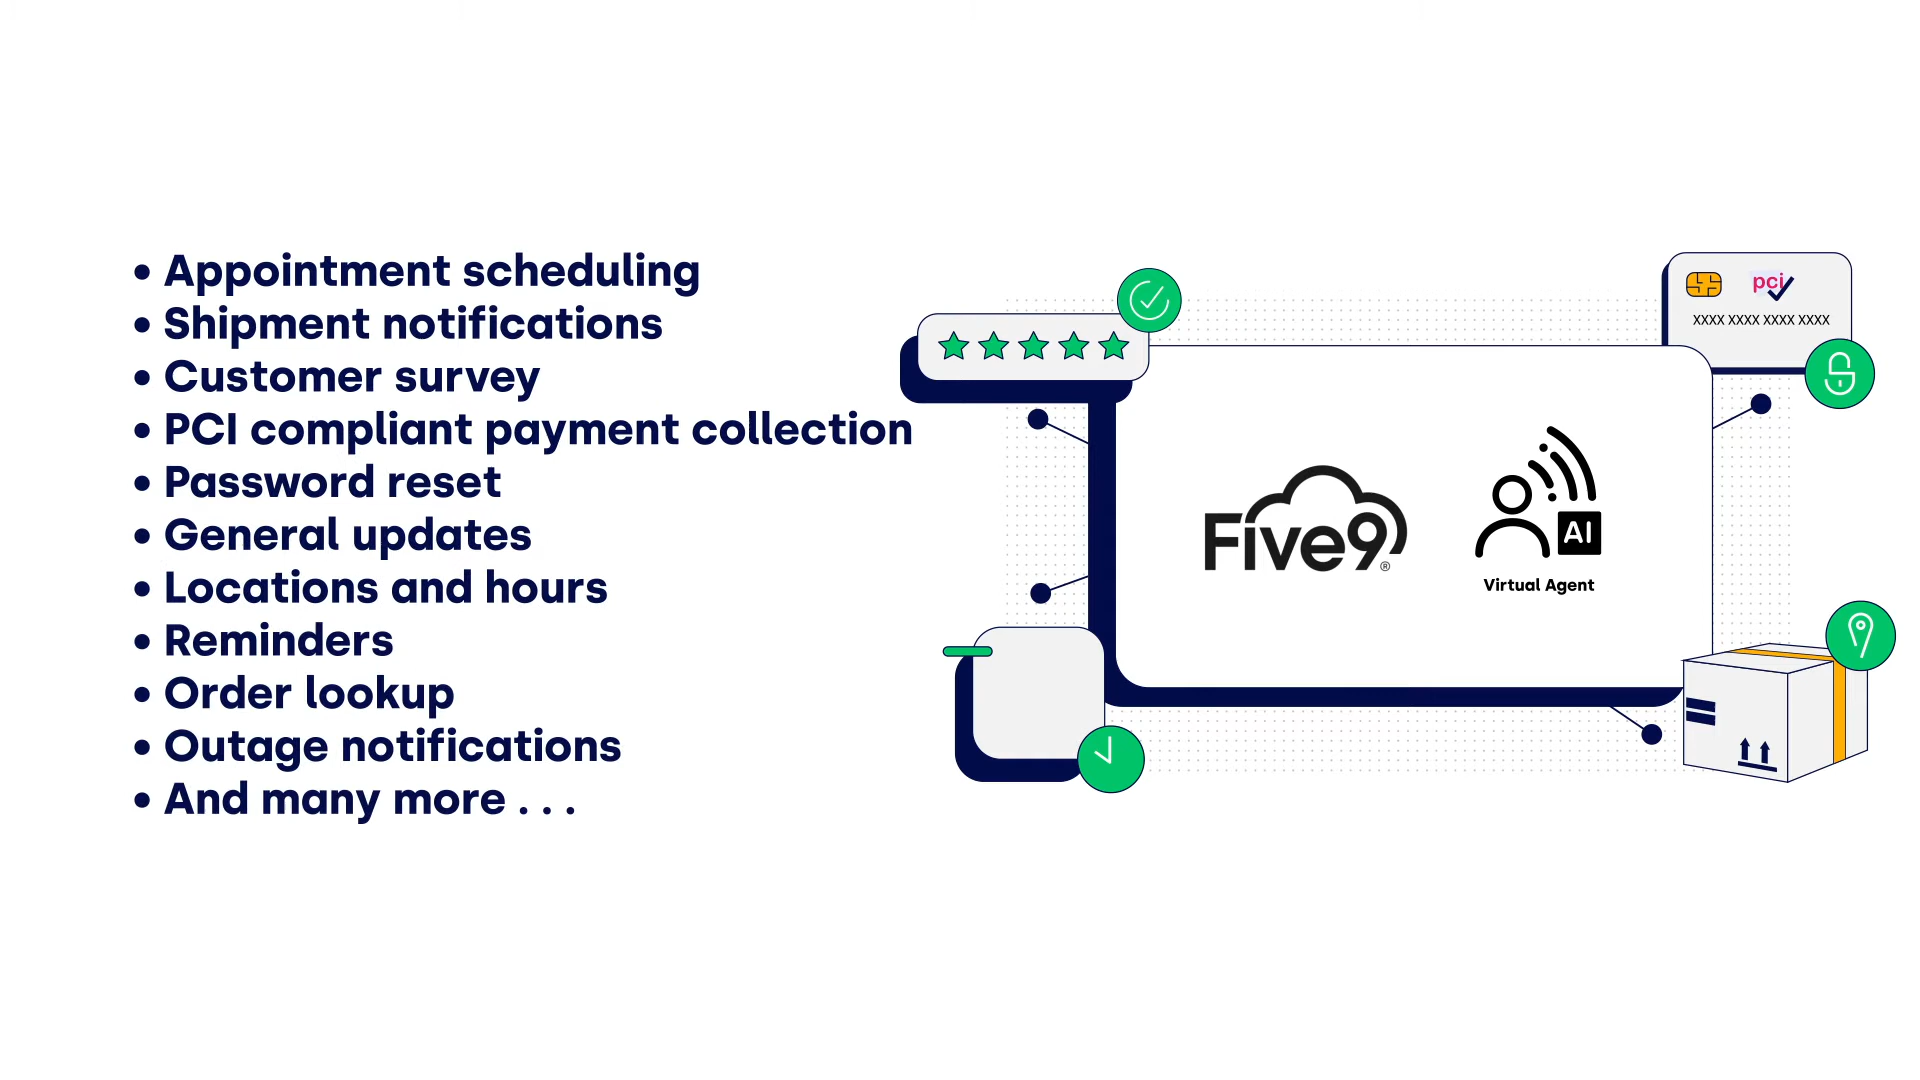 • Appointment scheduling
• Shipment notifications
• Customer survey
• PCI compliant payment collection
• Password reset
• General updates
• Locations and hours
• Reminders
• Order lookup
• Outage notifications
• And many more . . .
pci
XXXX XXXX XXXX XXXX
Five9®
AI
Virtual Agent